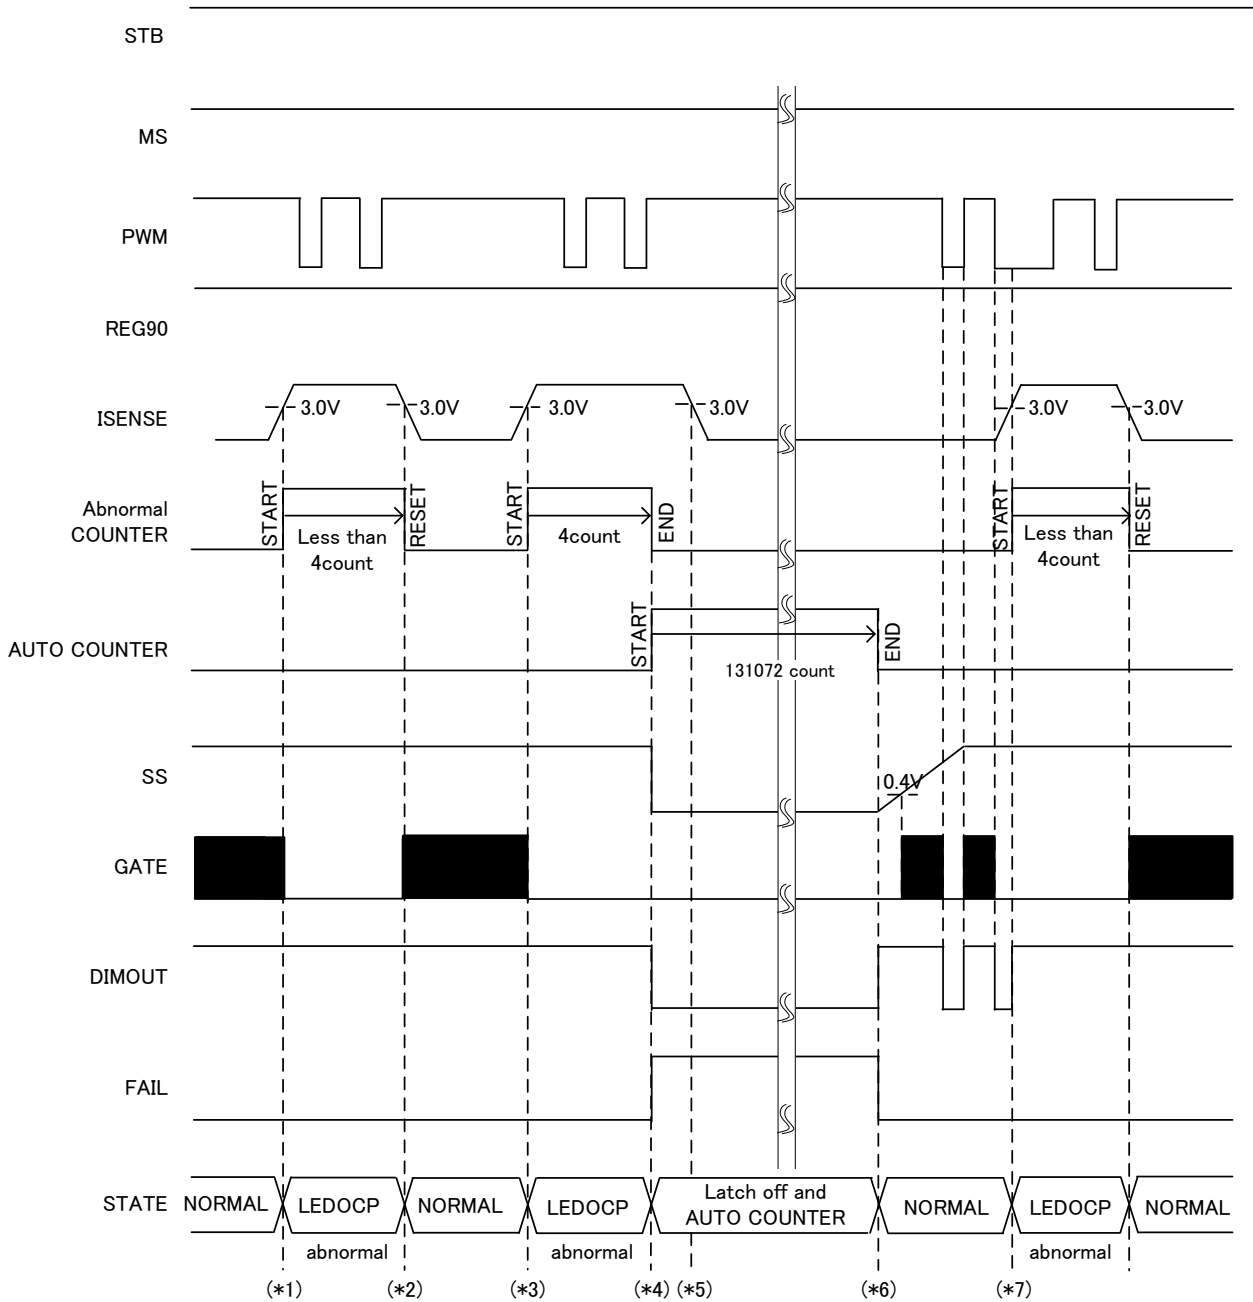 STB
MS
PWM
REG90
ISENSE
3.0V
3.0V
3.0V
3.0V
3.0V
3.0V
Abnormal
COUNTER
START
Less than
4count
RESET
START
4count
END
START
Less than
4count
RESET
AUTO COUNTER
START
131072 count
END
SS
0.4V
GATE
DIMOUT
FAIL
STATE
NORMAL
LEDOCP
NORMAL
LEDOCP
Latch off and
AUTO COUNTER
NORMAL
LEDOCP
NORMAL
abnormal
abnormal
abnormal
(*1)
(*2)
(*3)
(*4)
(*5)
(*6)
(*7)